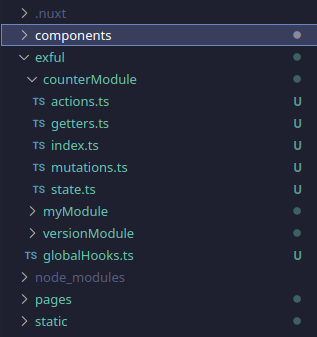 .nuxt
components
exful
counterModule
TS actions.ts U
TS getters.ts U
TS index.ts U
TS mutations.ts U
TS state.ts U
myModule
versionModule
TS globalHooks.ts U
node_modules
pages
static